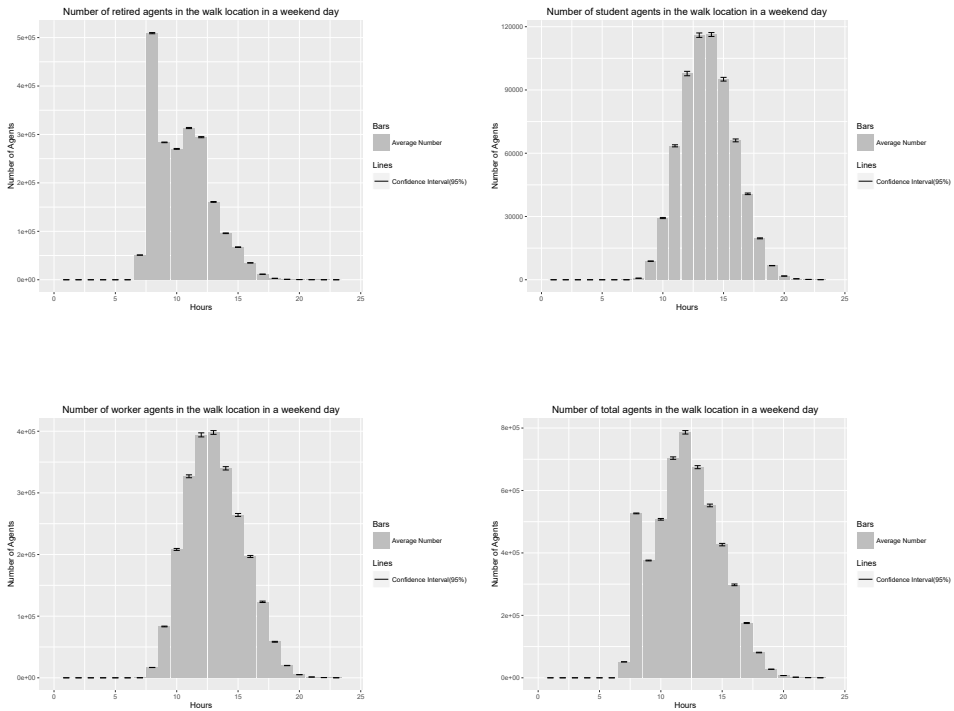 Number of retired agents in the walk location in a weekend day
5e+05
4e+05
3e+05
2e+05
1e+05
0e+00
Number of Agents
0 5 10 15 20 25
Hours
Bars
Average Number
Lines
Confidence Interval(95%)
Number of student agents in the walk location in a weekend day
120000
90000
60000
30000
0
Number of Agents
0 5 10 15 20 25
Hours
Bars
Average Number
Lines
Confidence Interval(95%)
Number of worker agents in the walk location in a weekend day
4e+05
3e+05
2e+05
1e+05
0e+00
Number of Agents
0 5 10 15 20 25
Hours
Bars
Average Number
Lines
Confidence Interval(95%)
Number of total agents in the walk location in a weekend day
8e+05
6e+05
4e+05
2e+05
0e+00
Number of Agents
0 5 10 15 20 25
Hours
Bars
Average Number
Lines
Confidence Interval(95%)